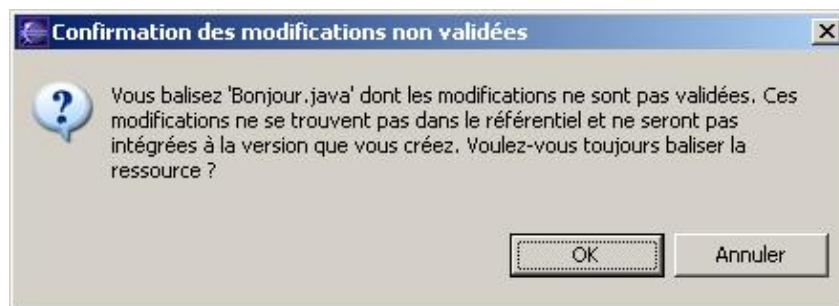 Confirmation des modifications non validées
Vous balisez 'Bonjour.java' dont les modifications ne sont pas validées. Ces
modifications ne se trouvent pas dans le référentiel et ne seront pas
intégrées à la version que vous créez. Voulez-vous toujours baliser la
ressource ?
OK
Annuler